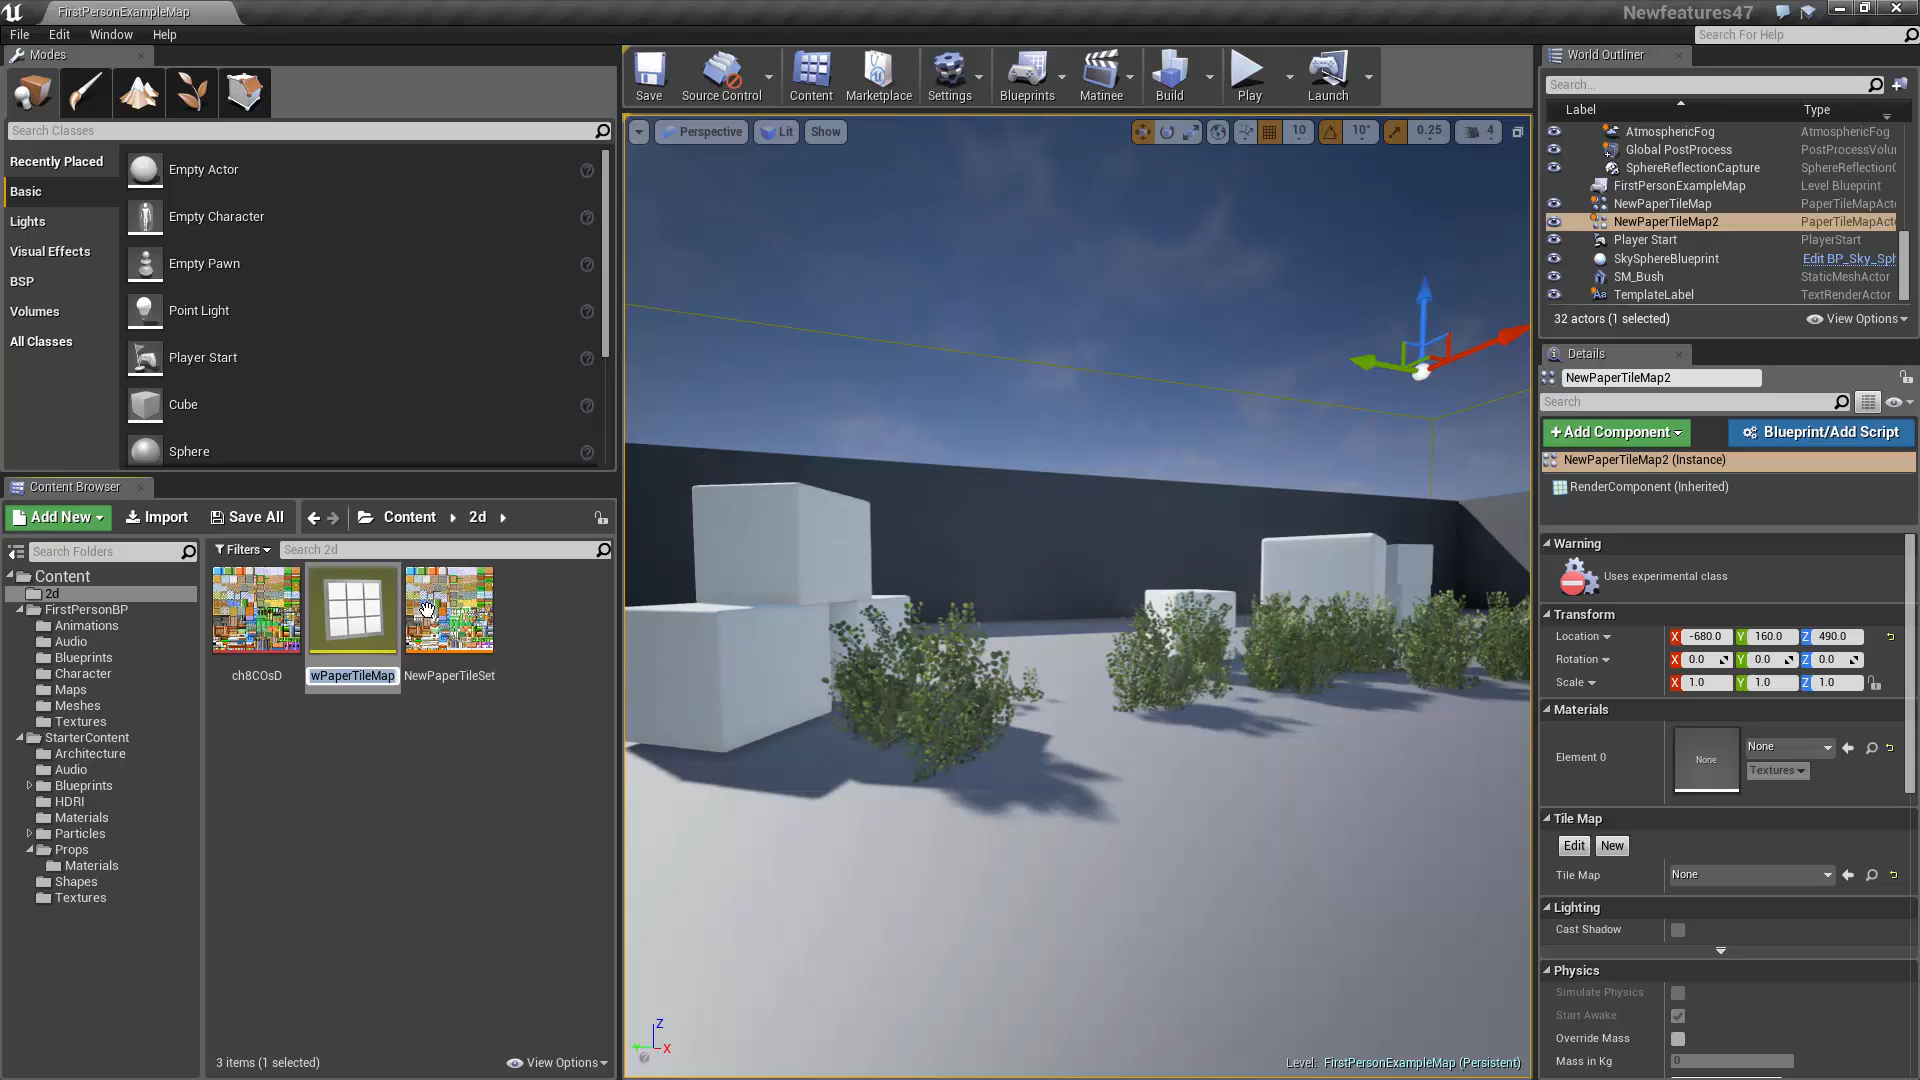 FirstPersonExampleMap
Newfeatures47
File Edit Window Help
Search For Help
Modes
Search Classes
Recently Placed
Basic
Lights
Visual Effects
BSP
Volumes
All Classes
Empty Actor
Empty Character
Empty Pawn
Point Light
Player Start
Cube
Sphere
Save
Source Control
Content
Marketplace
Settings
Blueprints
Matinee
Build
Play
Launch
Perspective
Lit
Show
10
10°
0.25
4
Level: FirstPersonExampleMap (Persistent)
Z
X
Content Browser
Add New
Import
Save All
Content
2d
Search Folders
Filters
Search 2d
Content
2d
FirstPersonBP
Animations
Audio
Blueprints
Character
Maps
Meshes
Textures
StarterContent
Architecture
Audio
Blueprints
HDRI
Materials
Particles
Props
Materials
Shapes
Textures
ch8COsD
wPaperTileMap
NewPaperTileSet
3 items (1 selected)
View Options
World Outliner
Search...
Label Type
AtmosphericFog AtmosphericFog
Global PostProcess PostProcessVolu
SphereReflectionCapture SphereReflectionC
FirstPersonExampleMap Level Blueprint
NewPaperTileMap PaperTileMapActo
NewPaperTileMap2 PaperTileMapActo
Player Start PlayerStart
SkySphereBlueprint Edit BP_Sky_Sph
SM_Bush StaticMeshActor
TemplateLabel TextRenderActor
32 actors (1 selected)
View Options
Details
NewPaperTileMap2
Search
+Add Component
Blueprint/Add Script
NewPaperTileMap2 (Instance)
RenderComponent (Inherited)
Warning
Uses experimental class
Transform
Location X -680.0 Y 160.0 Z 490.0
Rotation X 0.0 Y 0.0 Z 0.0
Scale X 1.0 Y 1.0 Z 1.0
Materials
Element 0
None
None
Textures
Tile Map
Edit
New
Tile Map None
Lighting
Cast Shadow
Physics
Simulate Physics
Start Awake
Override Mass
Mass in Kg 0